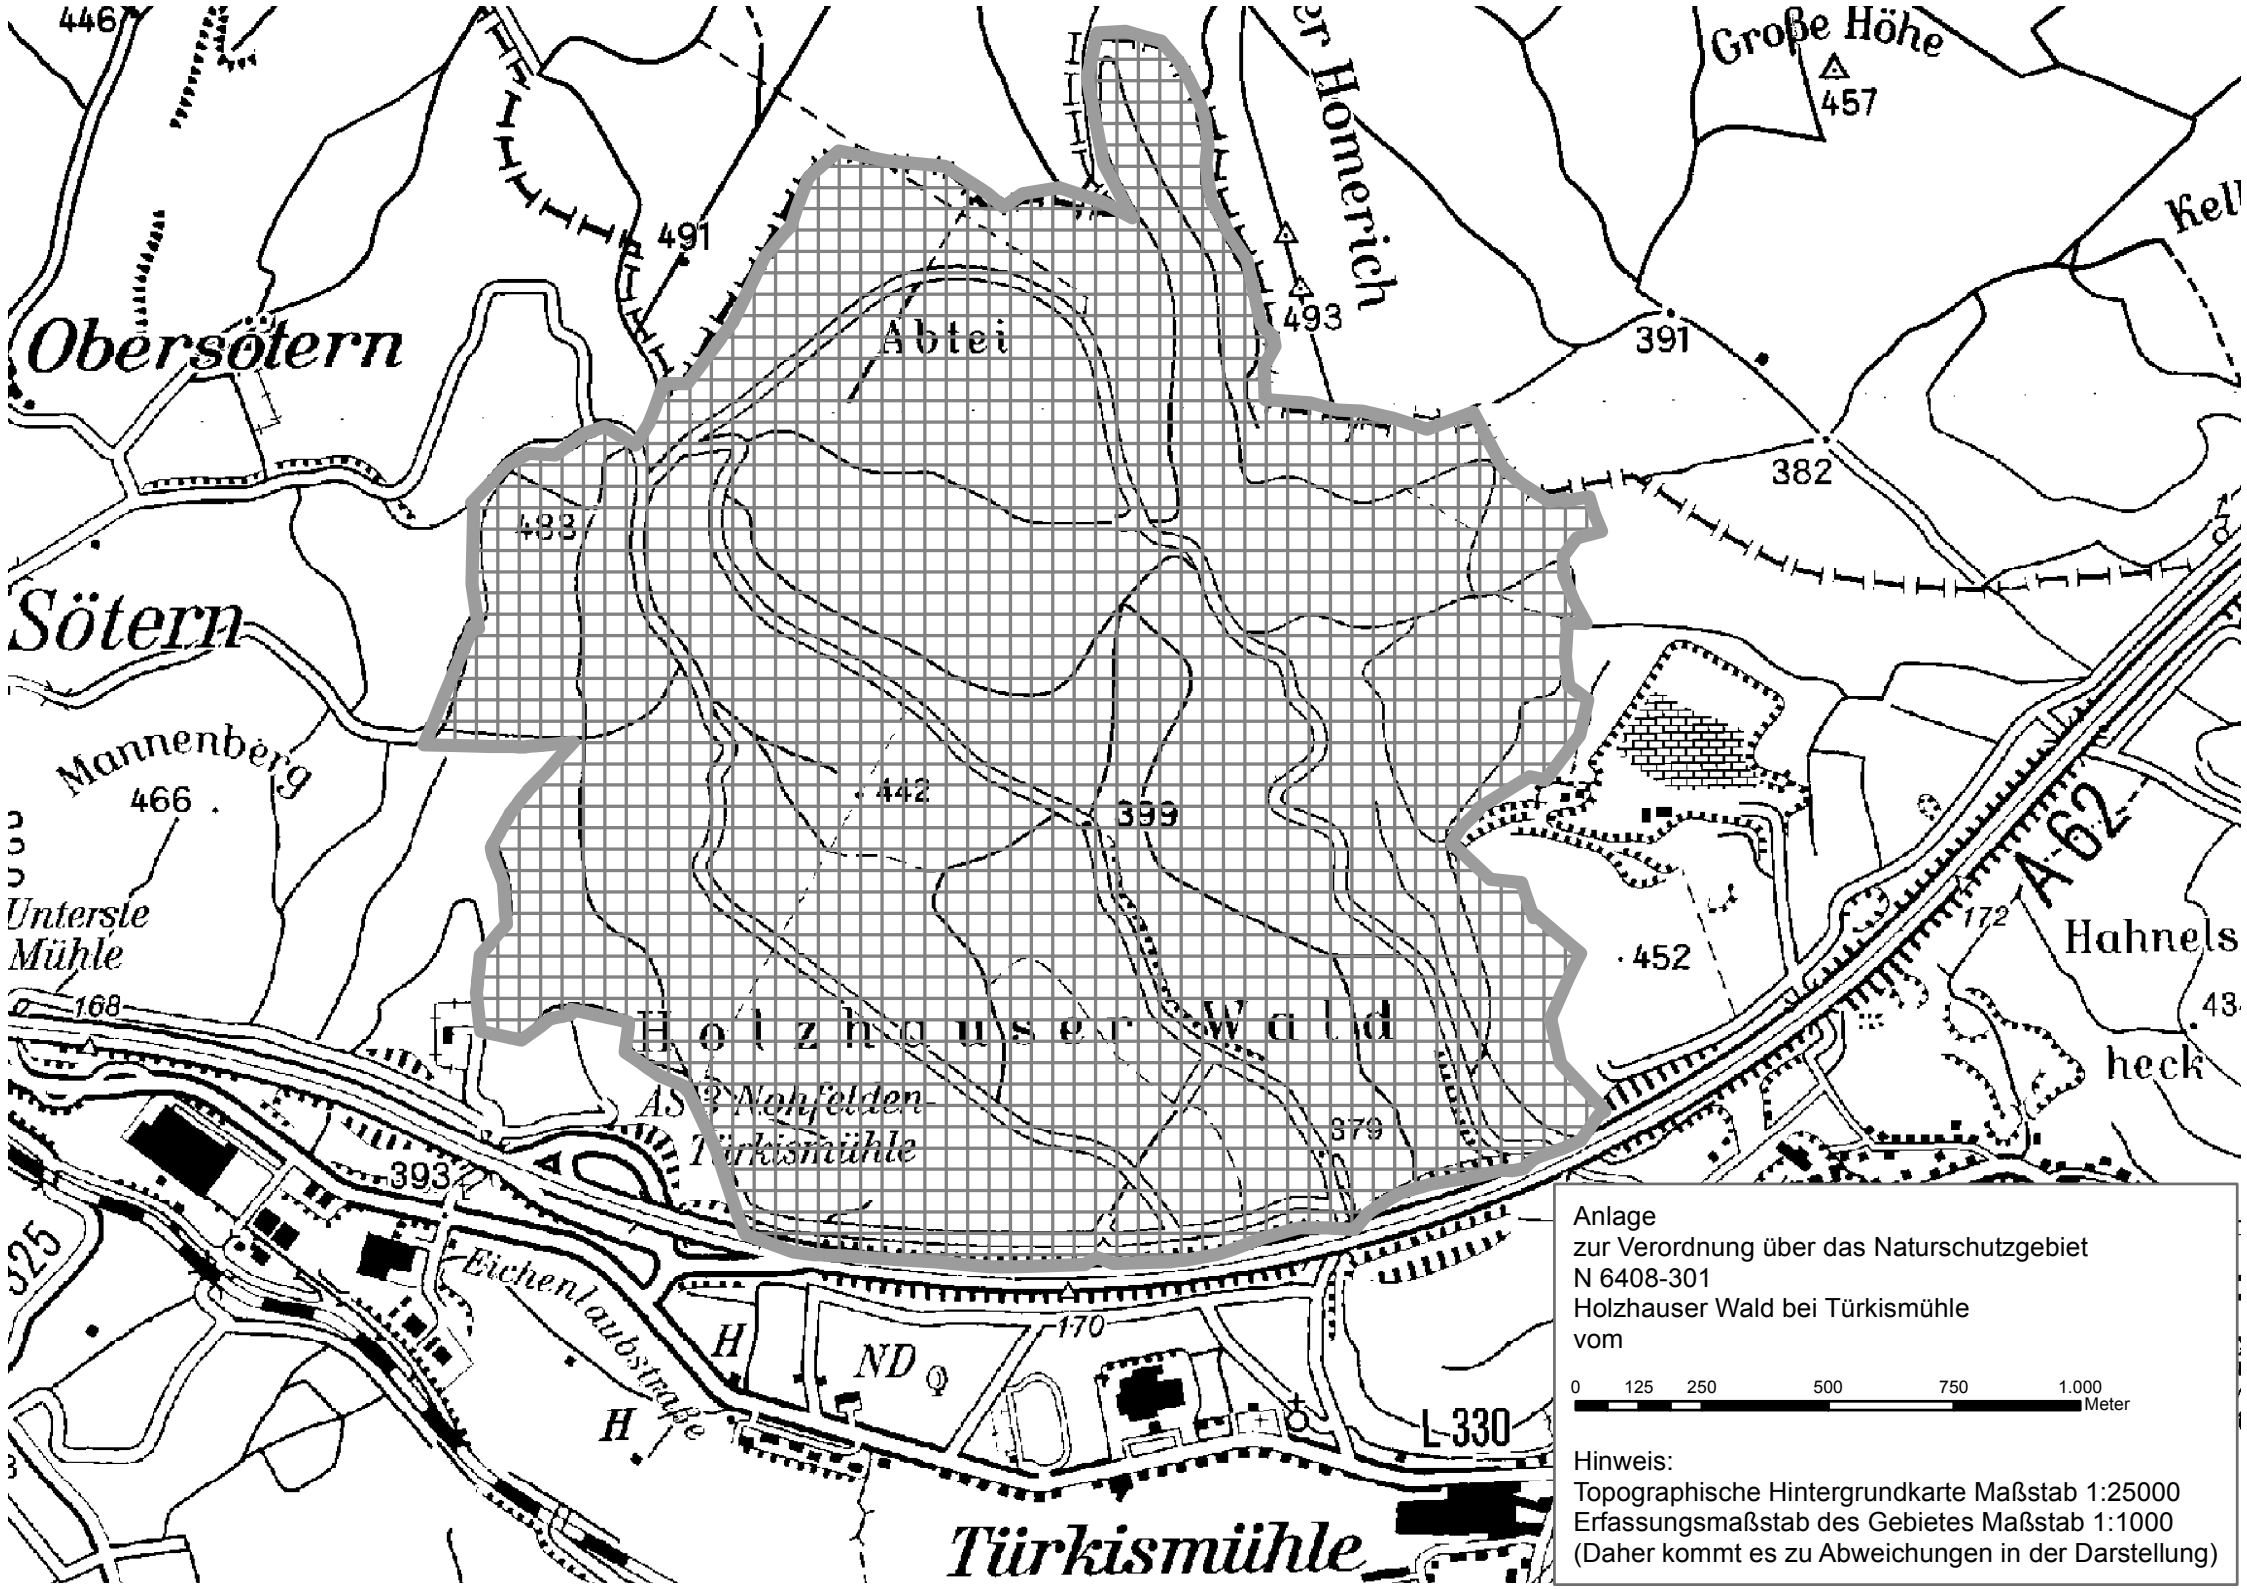 446
Große Höhe
457
er Homerich
491
493
Kell
Obersötern
Abtei
391
382
488
Sötern
Mannenberg
466
442
399
A 62
Unterste
Mühle
172
452
Hahnels
heck
434
168
Holzhauser Wald
AS 3 Nohfelden-
Türkismühle
379
393
325
Eichenlaubstraße
H
H
ND
170
L 330
Türkismühle
Anlage
zur Verordnung über das Naturschutzgebiet
N 6408-301
Holzhauser Wald bei Türkismühle
vom
0 125 250 500 750 1.000
Meter
Hinweis:
Topographische Hintergrundkarte Maßstab 1:25000
Erfassungsmaßstab des Gebietes Maßstab 1:1000
(Daher kommt es zu Abweichungen in der Darstellung)